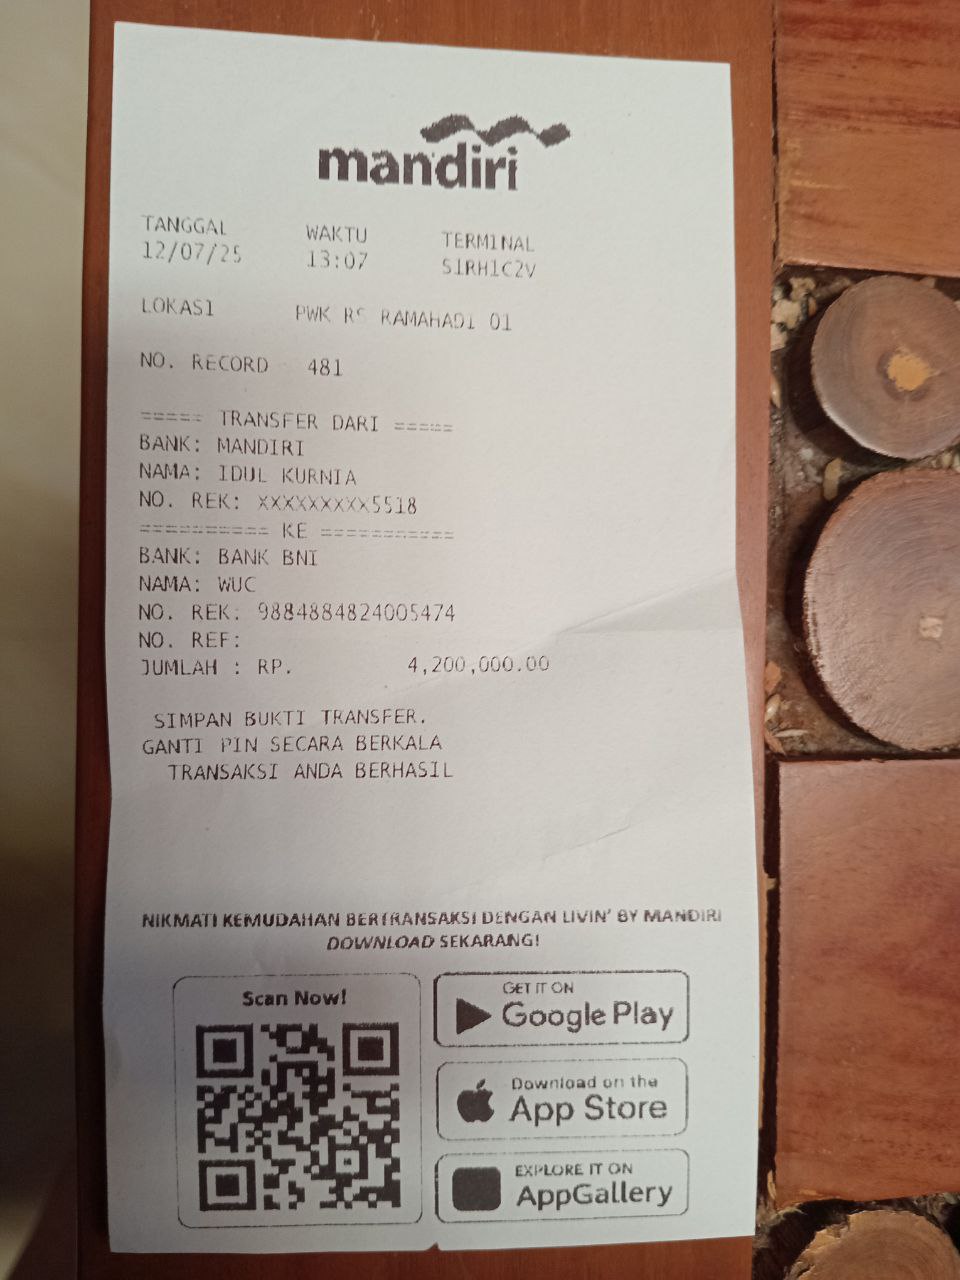 mandiri
TANGGAL WAKTU TERM1NAL
12/07/25 13:07 S1RH1C2V
LOKAS1 PWK RS RAMAHAD1 01
NO. RECORD 481
===== TRANSFER DARI =====
BANK: MANDIRI
NAMA: IDUL KURNIA
NO. REK: XXXXXXXXX5518
========== KE ===========
BANK: BANK BNI
NAMA: WUC
NO. REK: 9884884824005474
NO. REF:
JUMLAH : RP. 4,200,000.00
SIMPAN BUKTI TRANSFER.
GANTI PIN SECARA BERKALA
TRANSAKSI ANDA BERHASIL
NIKMATI KEMUDAHAN BERTRANSAKSI DENGAN LIVIN' BY MANDIRI
DOWNLOAD SEKARANG!
Scan Now!
GET IT ON
Google Play
Download on the
App Store
EXPLORE IT ON
AppGallery